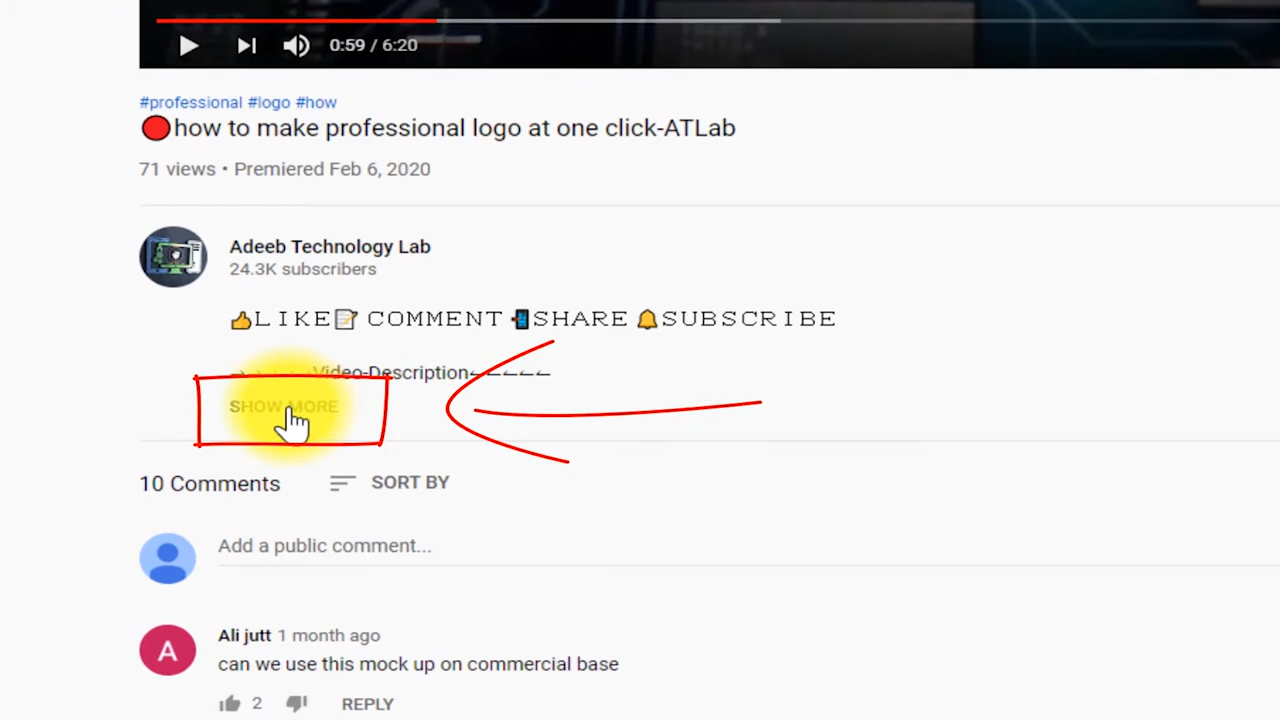 0:59 / 6:20
#professional #logo #how
🔴how to make professional logo at one click-ATLab
71 views • Premiered Feb 6, 2020
Adeeb Technology Lab
24.3K subscribers
👍LIKE📝 COMMENT 📲SHARE 🔔SUBSCRIBE
Video-Description←←←←←
SHOW MORE
10 Comments SORT BY
Add a public comment...
A
Ali jutt 1 month ago
can we use this mock up on commercial base
2 REPLY